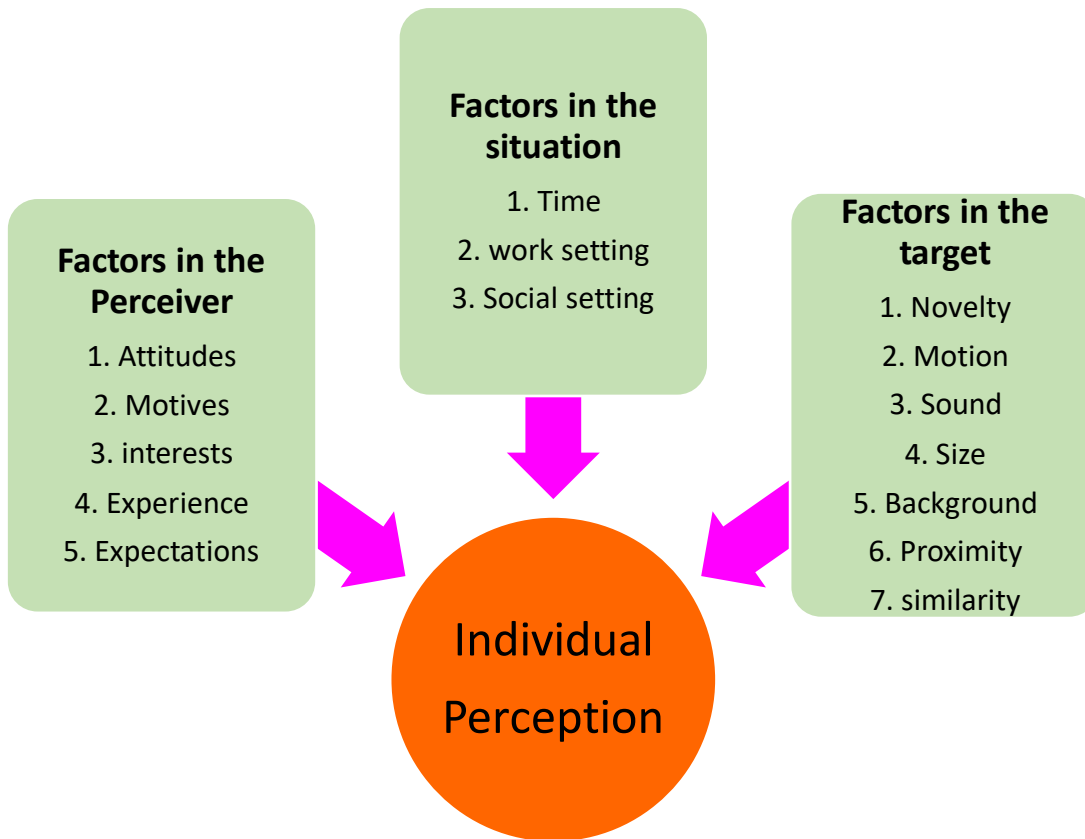 Factors in the
situation
1. Time
2. work setting
3. Social setting
Factors in the
Perceiver
1. Attitudes
2. Motives
3. interests
4. Experience
5. Expectations
Factors in the
target
1. Novelty
2. Motion
3. Sound
4. Size
5. Background
6. Proximity
7. similarity
Individual
Perception